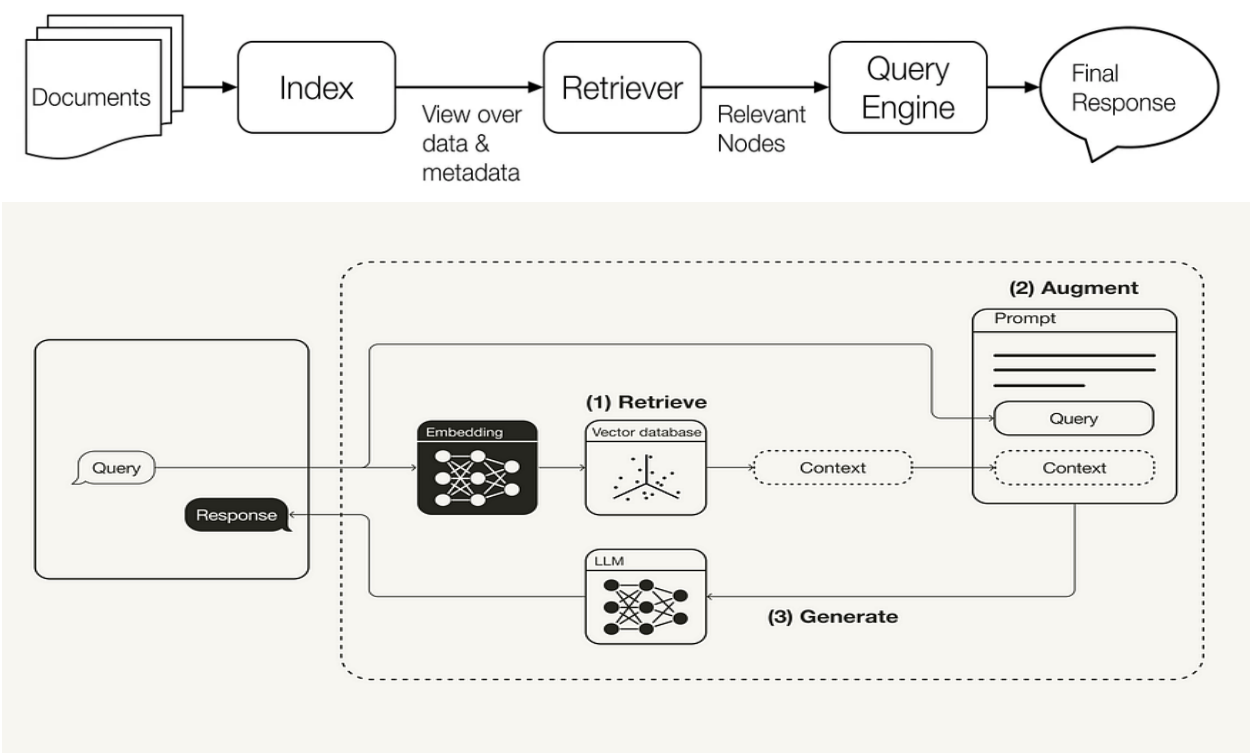 Documents
Index
View over
data &
metadata
Retriever
Relevant
Nodes
Query
Engine
Final
Response
(2) Augment
Prompt
(1) Retrieve
Query
Embedding
Vector database
Query
Context
Context
Response
LLM
(3) Generate